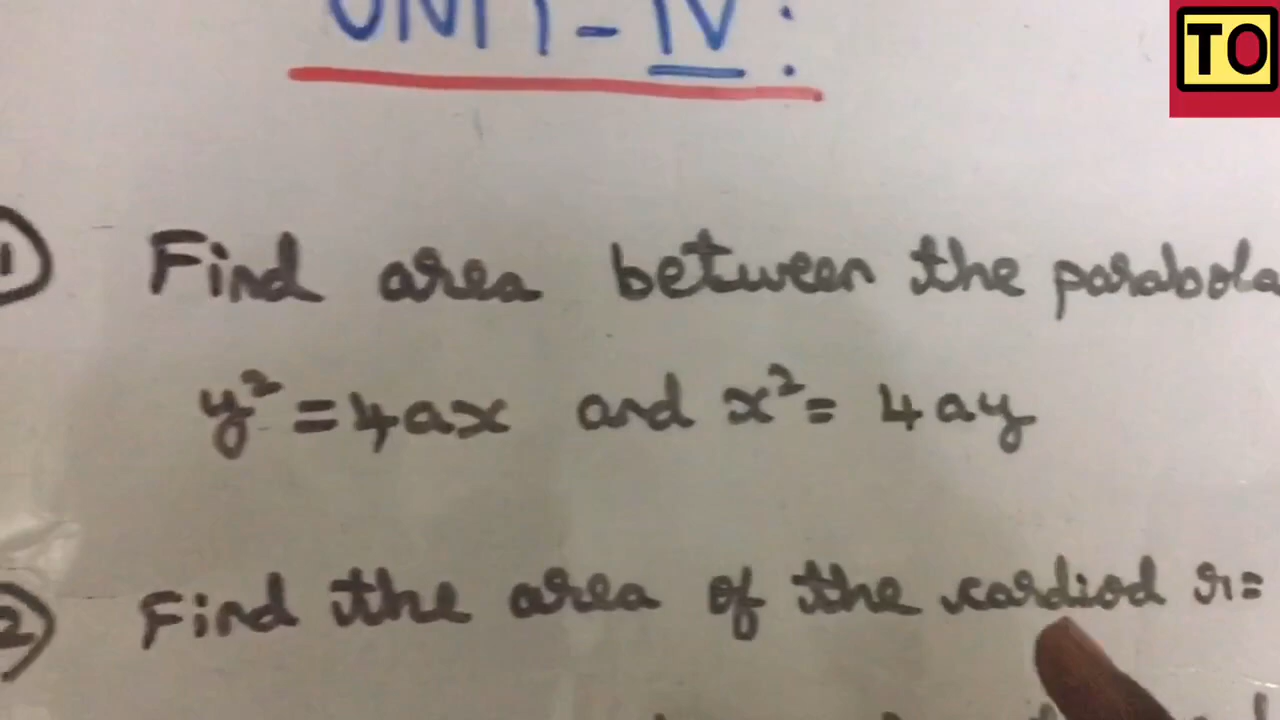 UNIT-IV:
TO
1 Find area between the parabola
y² = 4ax and x² = 4ay
2 Find the area of the cardiod r=